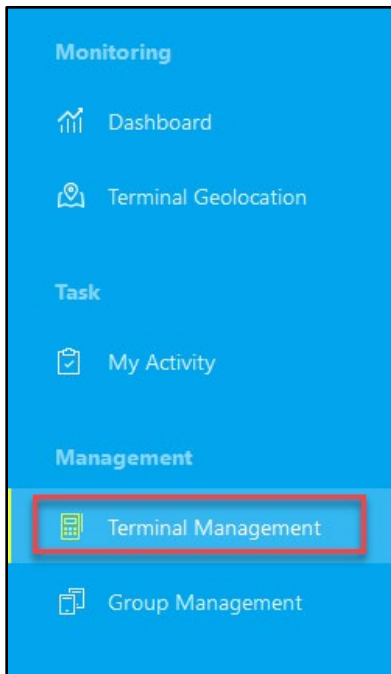 Monitoring
Dashboard
Terminal Geolocation
Task
My Activity
Management
Terminal Management
Group Management